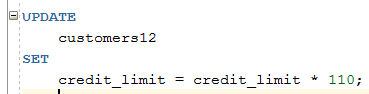 UPDATE
customers12
SET
credit_limit = credit_limit * 110;